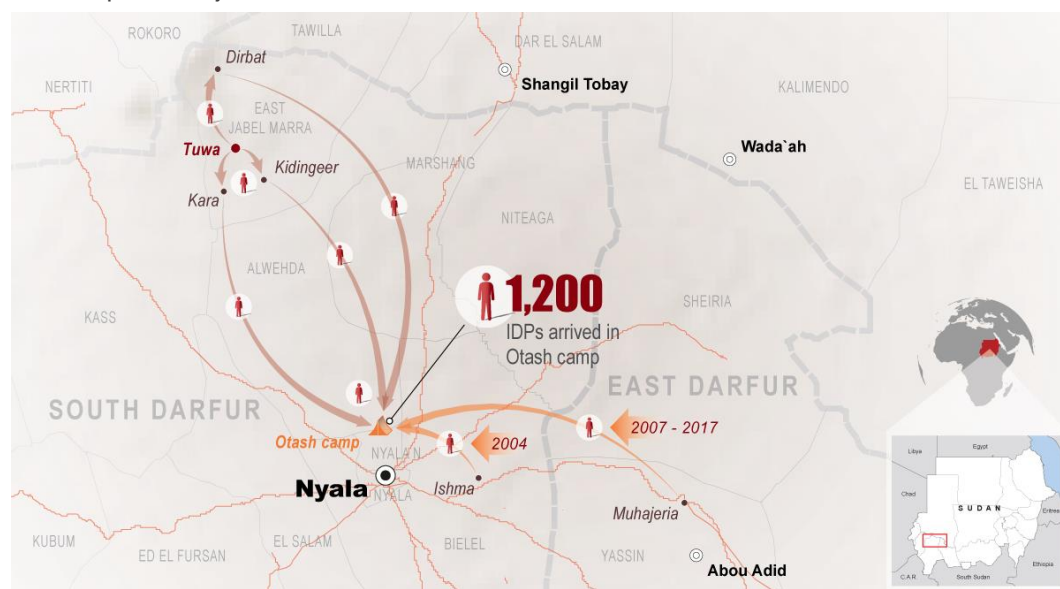 ROKORO
TAWILLA
DAR EL SALAM
Dirbat
Shangil Tobay
NERTITI
KALIMENDO
EAST
JABEL MARRA
Tuwa
Kidingeer
MARSHANG
Wada`ah
Kara
EL TAWEISHA
NITEAGA
ALWEHDA
1,200
IDPs arrived in
Otash camp
KASS
SHEIRIA
SOUTH DARFUR
EAST DARFUR
Otash camp
2004
2007 - 2017
NYALA N
Nyala
NYALA
Ishma
Muhajeria
KUBUM
ED EL FURSAN
EL SALAM
BIELEL
YASSIN
Abou Adid
Libya
Egypt
Chad
SUDAN
Eritrea
C.A.R
South Sudan
Ethiopia